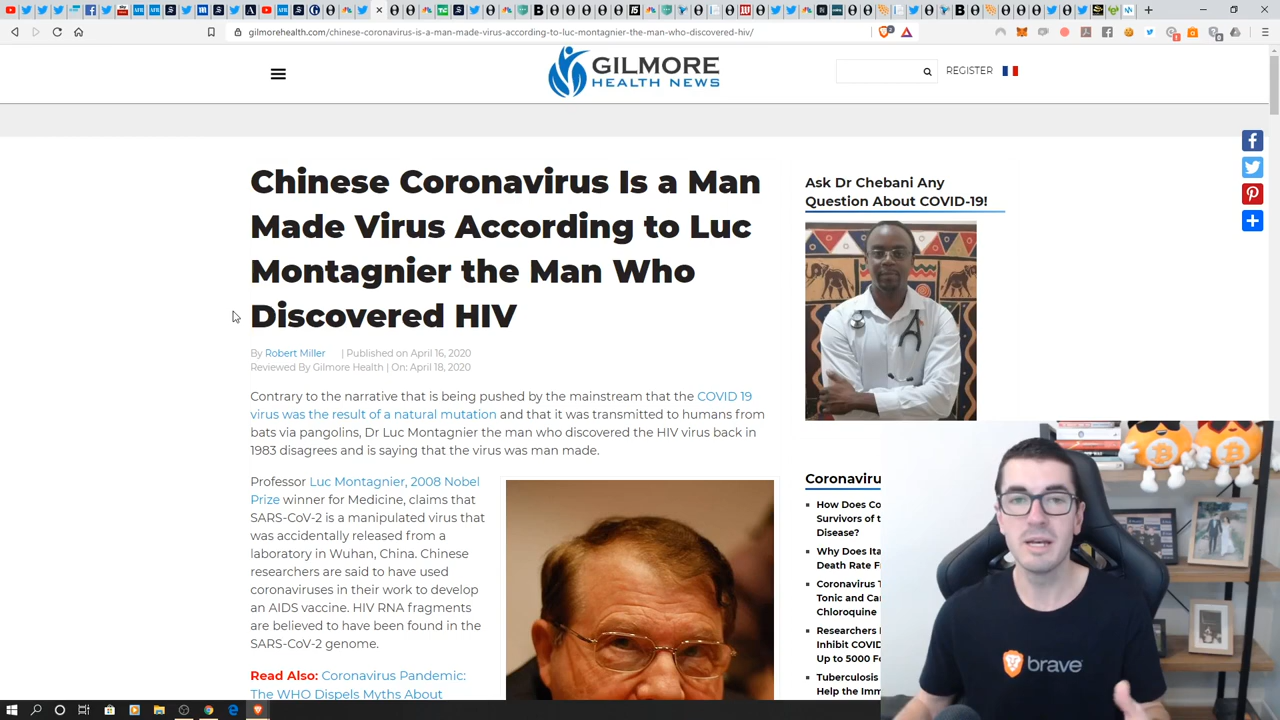 gilmorehealth.com/chinese-coronavirus-is-a-man-made-virus-according-to-luc-montagnier-the-man-who-discovered-hiv/
GILMORE
HEALTH NEWS
REGISTER
Chinese Coronavirus Is a Man
Made Virus According to Luc
Montagnier the Man Who
Discovered HIV
By Robert Miller | Published on April 16, 2020
Reviewed By Gilmore Health | On: April 18, 2020
Contrary to the narrative that is being pushed by the mainstream that the COVID 19
virus was the result of a natural mutation and that it was transmitted to humans from
bats via pangolins, Dr Luc Montagnier the man who discovered the HIV virus back in
1983 disagrees and is saying that the virus was man made.
Professor Luc Montagnier, 2008 Nobel
Prize winner for Medicine, claims that
SARS-CoV-2 is a manipulated virus that
was accidentally released from a
laboratory in Wuhan, China. Chinese
researchers are said to have used
coronaviruses in their work to develop
an AIDS vaccine. HIV RNA fragments
are believed to have been found in the
SARS-CoV-2 genome.
Read Also: Coronavirus Pandemic:
The WHO Dispels Myths About
Ask Dr Chebani Any
Question About COVID-19!
Coronavirus
How Does Co
Survivors of t
Disease?
Why Does Ita
Death Rate F
Coronavirus T
Tonic and Ca
Chloroquine
Researchers
Inhibit COVID
Up to 5000 Fo
Tuberculosis
Help the Imm
brave